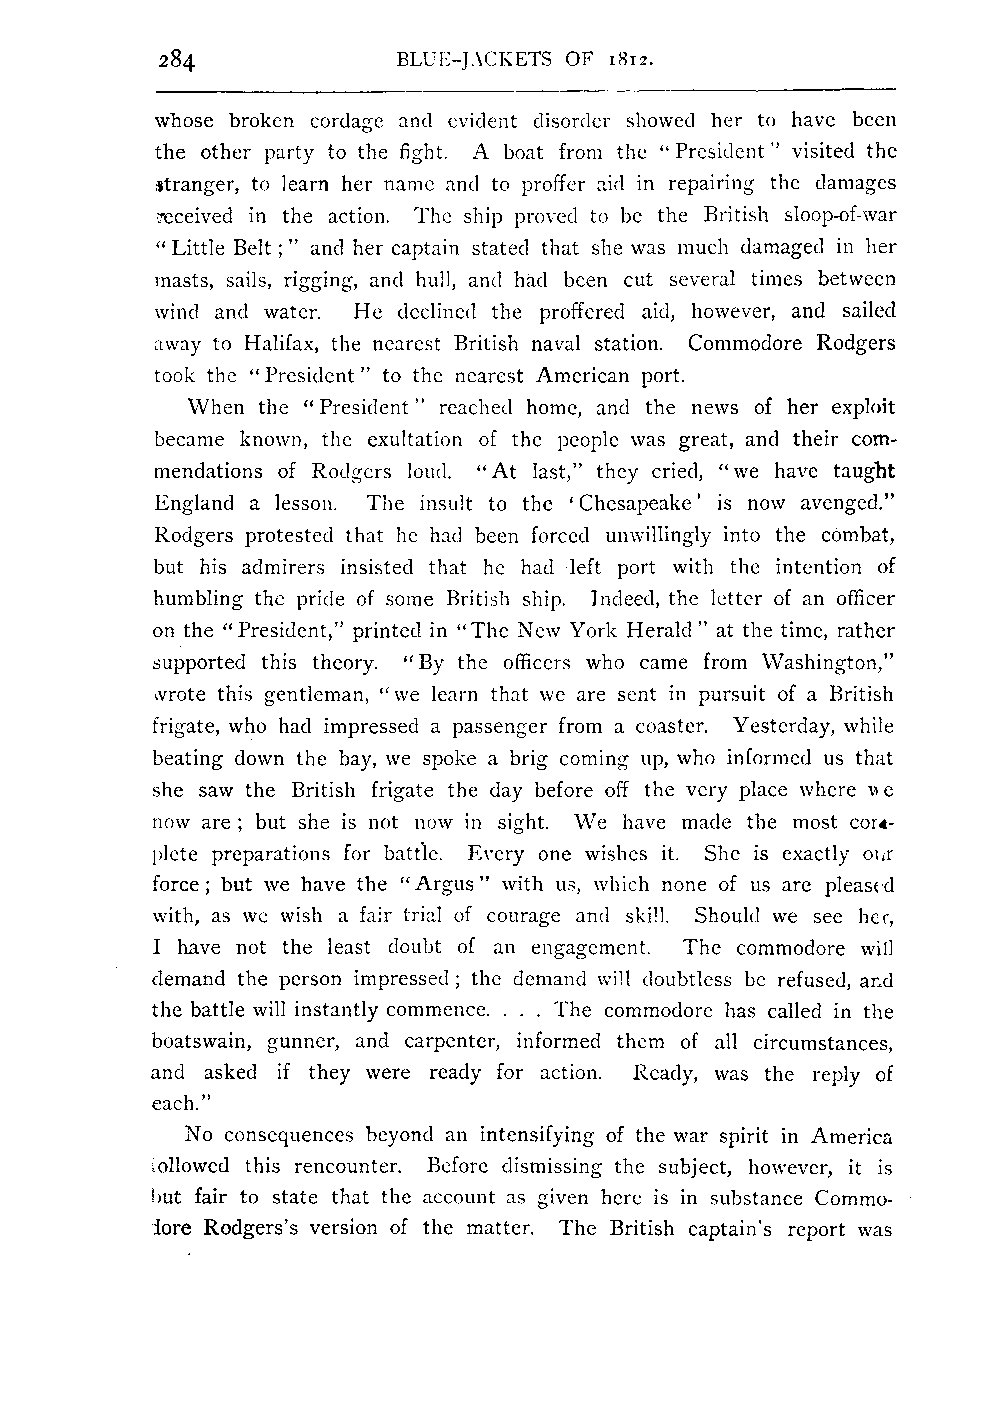 284 BLUE-JACKETS OF 1812.
whose broken cordage and evident disorder showed her to have been
the other party to the fight. A boat from the “President” visited the
stranger, to learn her name and to proffer aid in repairing the damages
received in the action. The ship proved to be the British sloop-of-war
“Little Belt;” and her captain stated that she was much damaged in her
masts, sails, rigging, and hull, and had been cut several times between
wind and water. He declined the proffered aid, however, and sailed
away to Halifax, the nearest British naval station. Commodore Rodgers
took the “President” to the nearest American port.
When the “President” reached home, and the news of her exploit
became known, the exultation of the people was great, and their com-
mendations of Rodgers loud. “At last,” they cried, “we have taught
England a lesson. The insult to the ‘Chesapeake’ is now avenged.”
Rodgers protested that he had been forced unwillingly into the combat,
but his admirers insisted that he had left port with the intention of
humbling the pride of some British ship. Indeed, the letter of an officer
on the “President,” printed in “The New York Herald” at the time, rather
supported this theory. “By the officers who came from Washington,”
wrote this gentleman, “we learn that we are sent in pursuit of a British
frigate, who had impressed a passenger from a coaster. Yesterday, while
beating down the bay, we spoke a brig coming up, who informed us that
she saw the British frigate the day before off the very place where we
now are; but she is not now in sight. We have made the most com-
plete preparations for battle. Every one wishes it. She is exactly our
force; but we have the “Argus” with us, which none of us are pleased
with, as we wish a fair trial of courage and skill. Should we see her,
I have not the least doubt of an engagement. The commodore will
demand the person impressed; the demand will doubtless be refused, and
the battle will instantly commence. . . . The commodore has called in the
boatswain, gunner, and carpenter, informed them of all circumstances,
and asked if they were ready for action. Ready, was the reply of
each.”
No consequences beyond an intensifying of the war spirit in America
followed this rencounter. Before dismissing the subject, however, it is
but fair to state that the account as given here is in substance Commo-
dore Rodgers's version of the matter. The British captain's report was